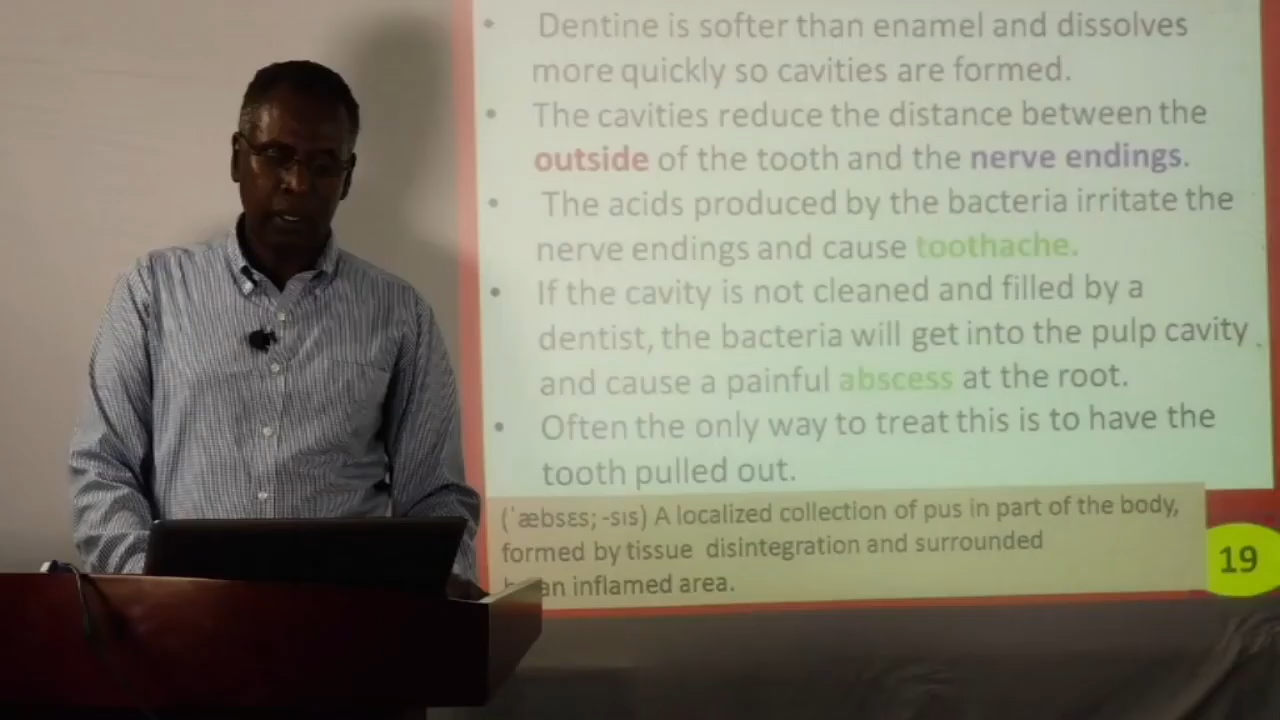 • Dentine is softer than enamel and dissolves
more quickly so cavities are formed.
• The cavities reduce the distance between the
outside of the tooth and the nerve endings.
• The acids produced by the bacteria irritate the
nerve endings and cause toothache.
• If the cavity is not cleaned and filled by a
dentist, the bacteria will get into the pulp cavity
and cause a painful abscess at the root.
• Often the only way to treat this is to have the
tooth pulled out.
(ˈæbsɛs; -sɪs) A localized collection of pus in part of the body,
formed by tissue disintegration and surrounded
an inflamed area.
19